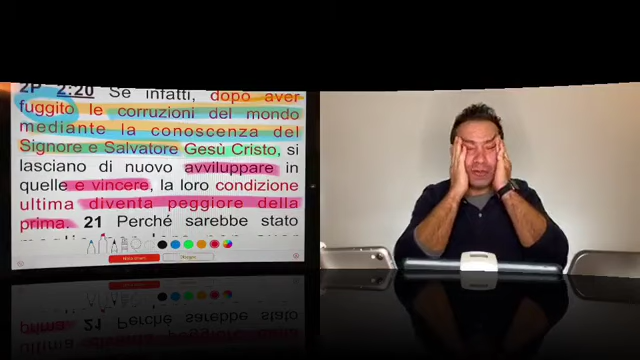 2P 2:20 Se infatti, dopo aver
fuggito le corruzioni del mondo
mediante la conoscenza del
Signore e Salvatore Gesù Cristo, si
lasciano di nuovo avviluppare in
quelle e vincere, la loro condizione
ultima diventa peggiore della
prima. 21 Perché sarebbe stato